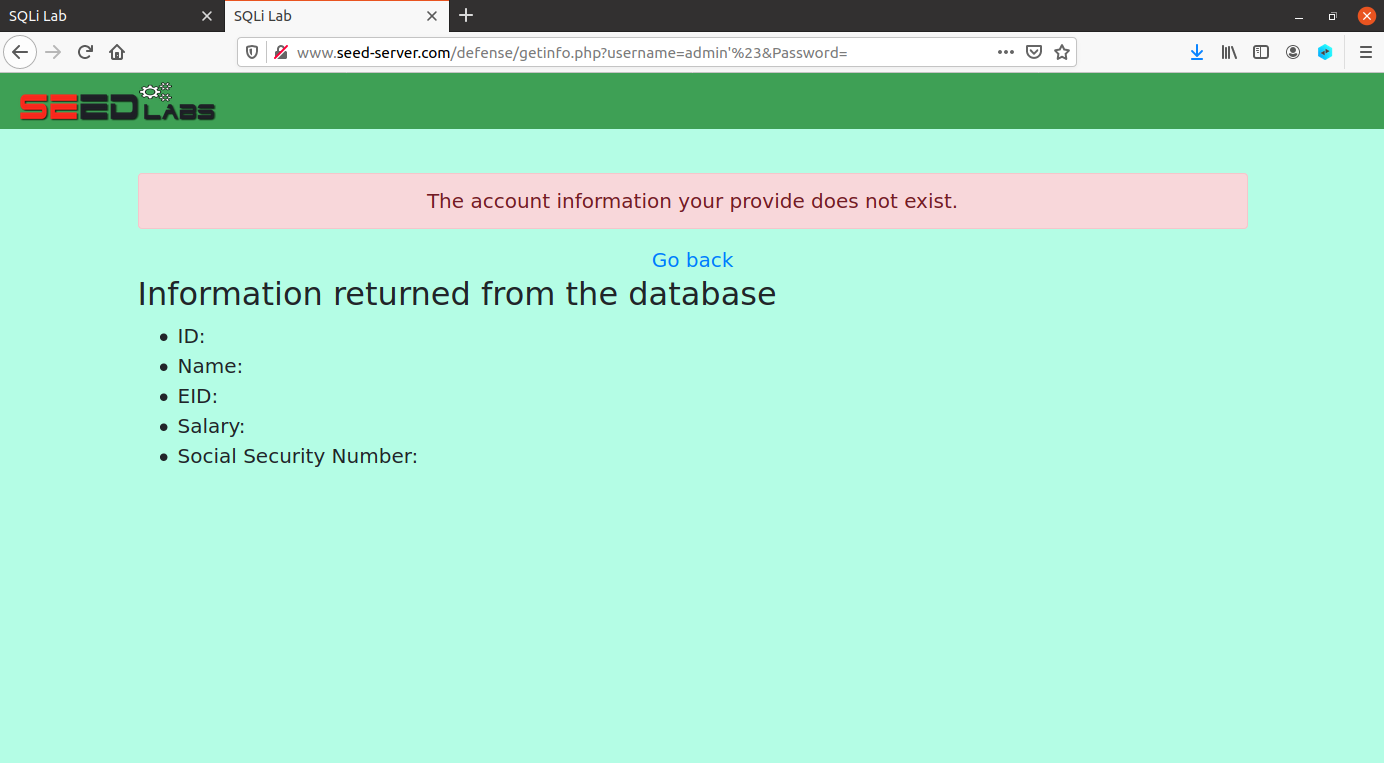 SQLi Lab
SQLi Lab
www.seed-server.com/defense/getinfo.php?username=admin'%23&Password=
SEED LABS
The account information your provide does not exist.
Go back
Information returned from the database
ID:
Name:
EID:
Salary:
Social Security Number: